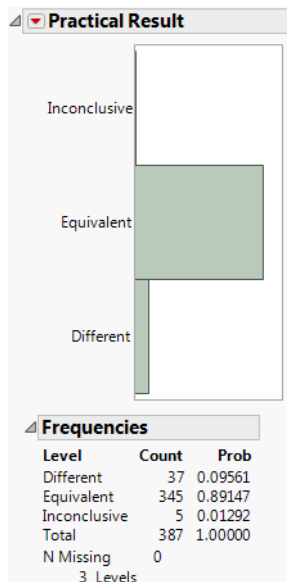 Practical Result
Inconclusive
Equivalent
Different
Frequencies
Level Count Prob
Different 37 0.09561
Equivalent 345 0.89147
Inconclusive 5 0.01292
Total 387 1.00000
N Missing 0
3 Levels